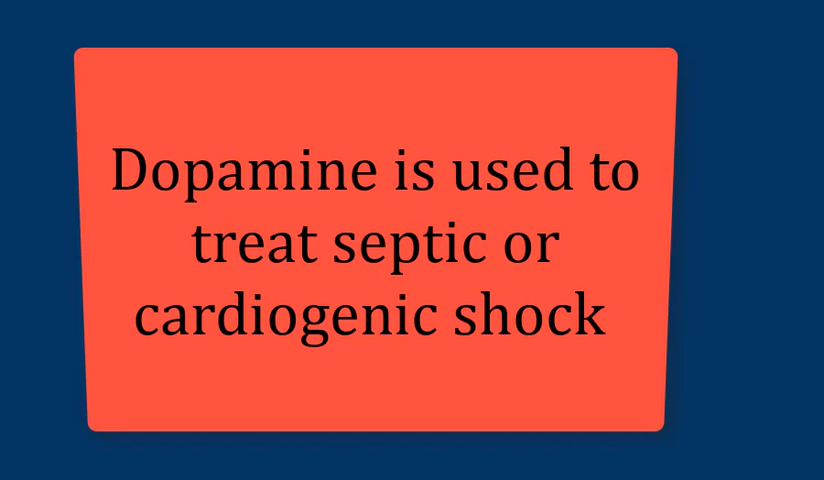 Dopamine is used to
treat septic or
cardiogenic shock